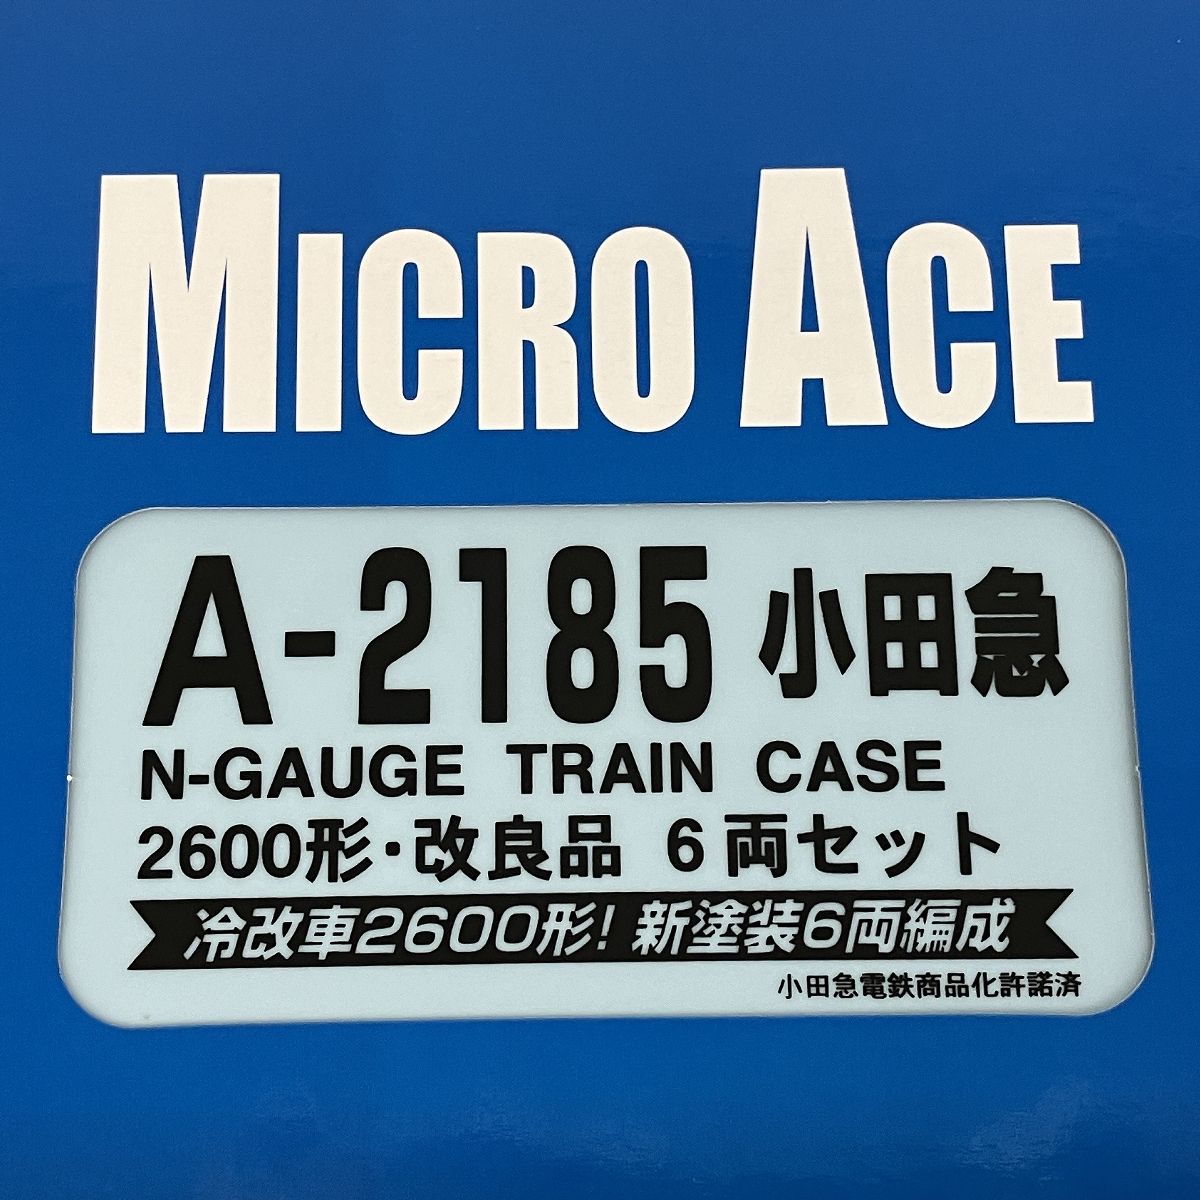 MICRO ACE
A-2185 小田急
N-GAUGE TRAIN CASE
2600形・改良品 6両セット
冷改車2600形! 新塗装6両編成
小田急電鉄商品化許諾済